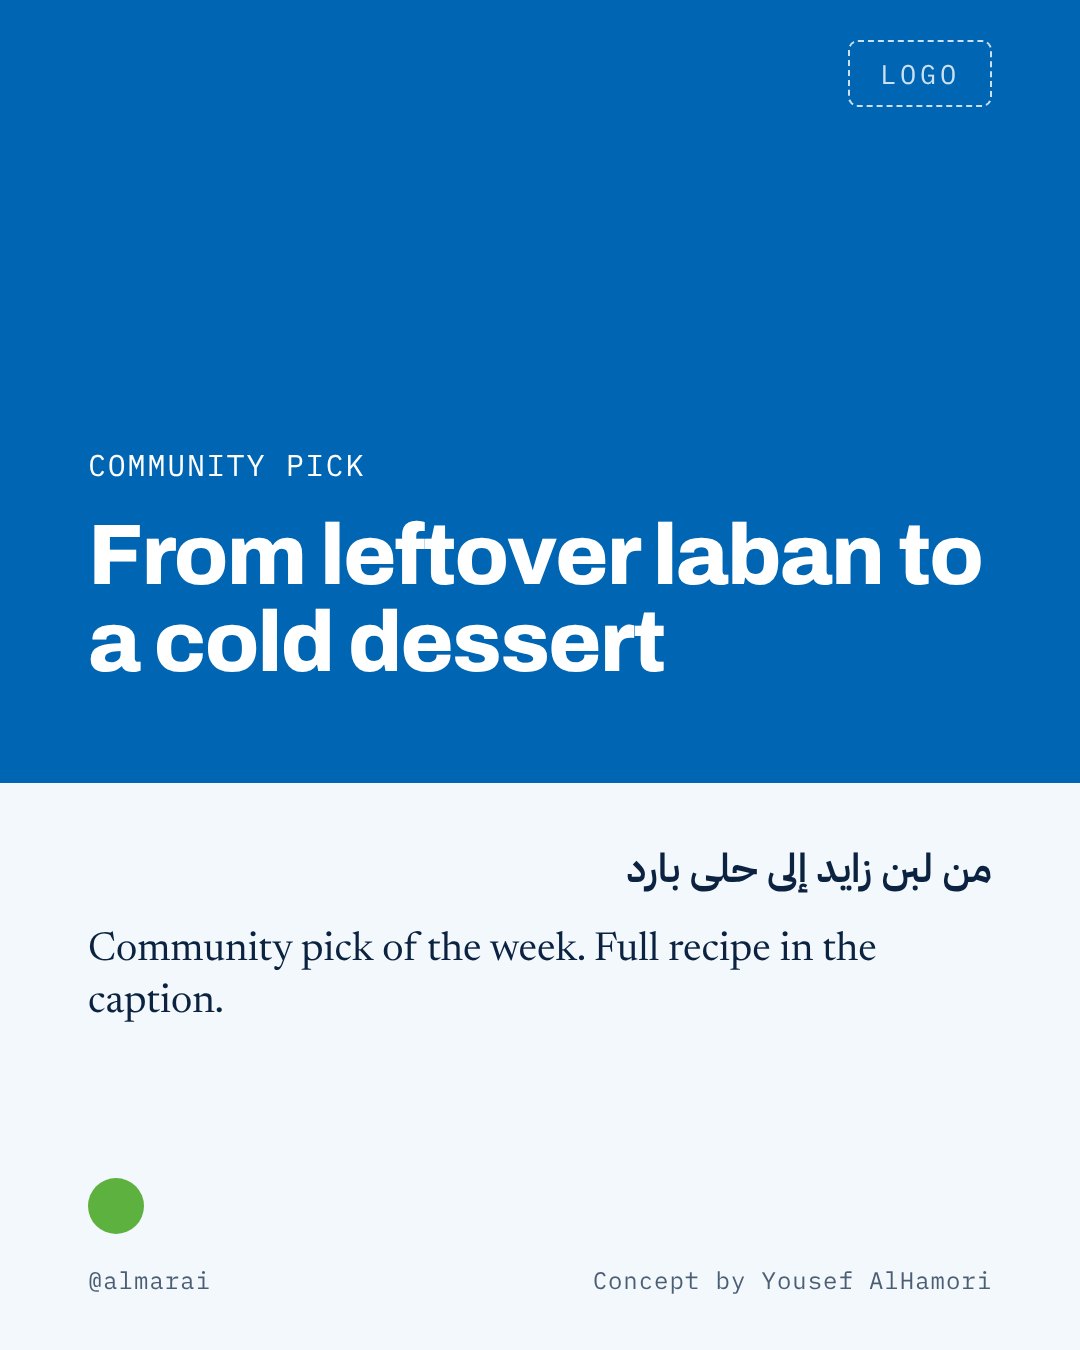 LOGO
COMMUNITY PICK
From leftover laban to
a cold dessert
من لبن زايد إلى حلى بارد
Community pick of the week. Full recipe in the
caption.
@almarai
Concept by Yousef AlHamori